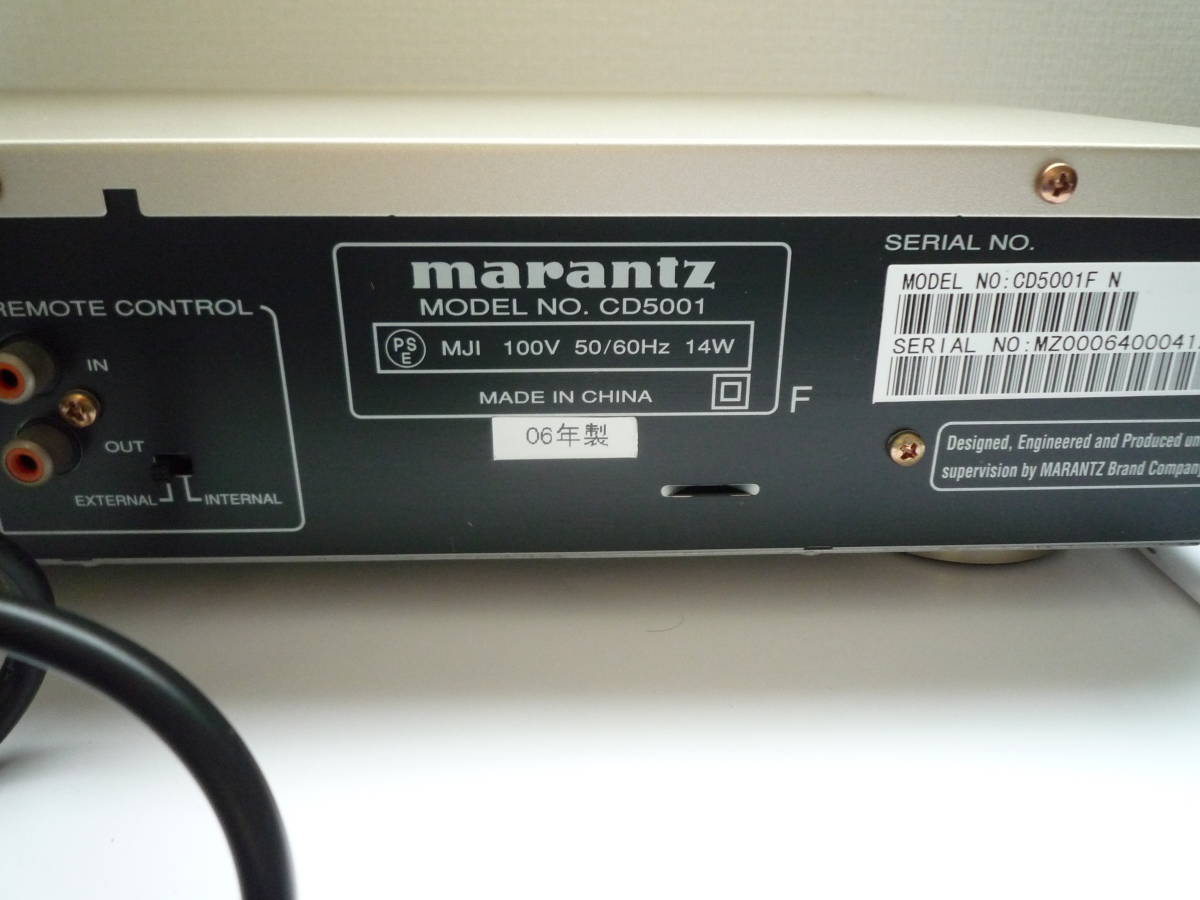 REMOTE CONTROL
IN
OUT
EXTERNAL
INTERNAL
marantz
MODEL NO. CD5001
PS
E
MJI 100V 50/60Hz 14W
MADE IN CHINA
F
06年製
SERIAL NO.
MODEL NO:CD5001F N
SERIAL NO:MZ0006400041
Designed, Engineered and Produced un
supervision by MARANTZ Brand Company